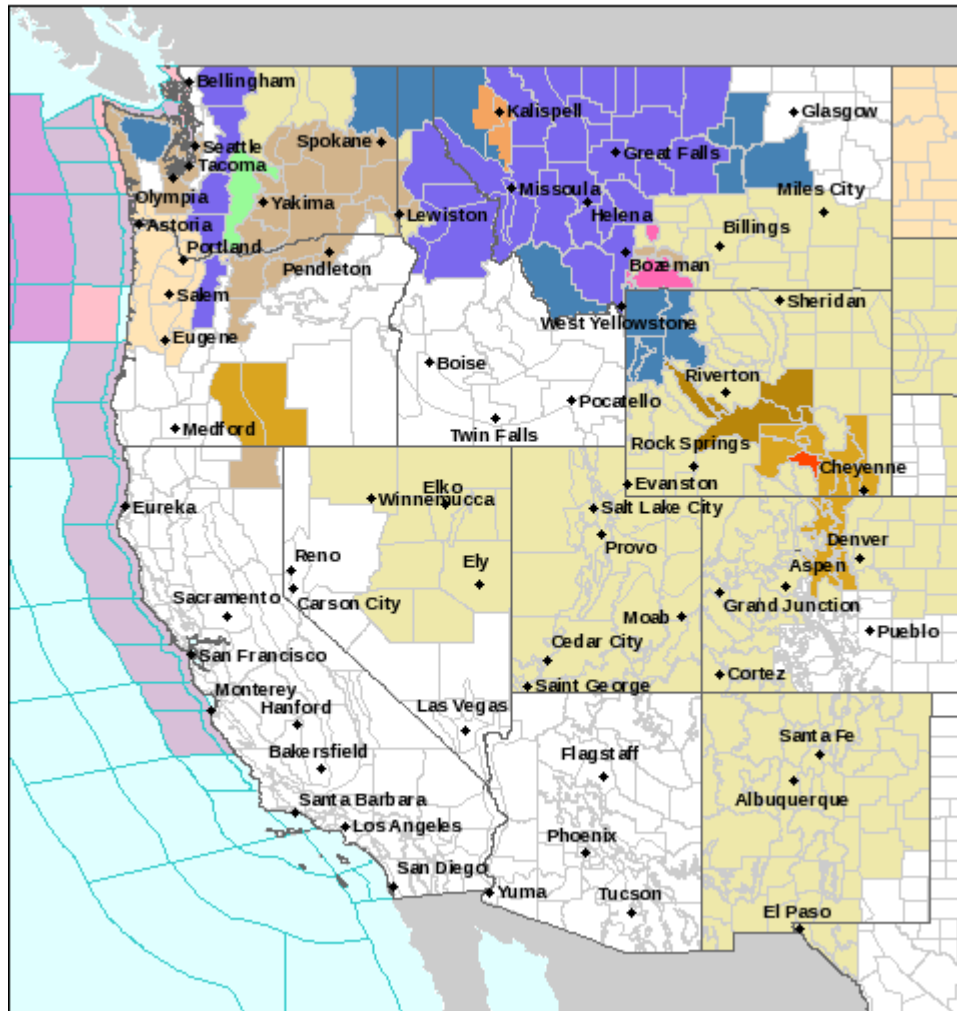 Bellingham
Kalispell
Glasgow
Seattle
Spokane
Great Falls
Tacoma
Missoula
Miles City
Olympia
Yakima
Lewiston
Helena
Astoria
Billings
Portland
Pendleton
Bozeman
Salem
Sheridan
West Yellowstone
Eugene
Boise
Riverton
Pocatello
Medford
Twin Falls
Rock Springs
Cheyenne
Evanston
Elko
Winnemucca
Eureka
Salt Lake City
Provo
Denver
Reno
Ely
Aspen
Sacramento
Carson City
Grand Junction
Moab
Pueblo
San Francisco
Cedar City
Cortez
Saint George
Monterey
Hanford
Las Vegas
Santa Fe
Bakersfield
Flagstaff
Albuquerque
Santa Barbara
Los Angeles
Phoenix
San Diego
Yuma
Tucson
El Paso